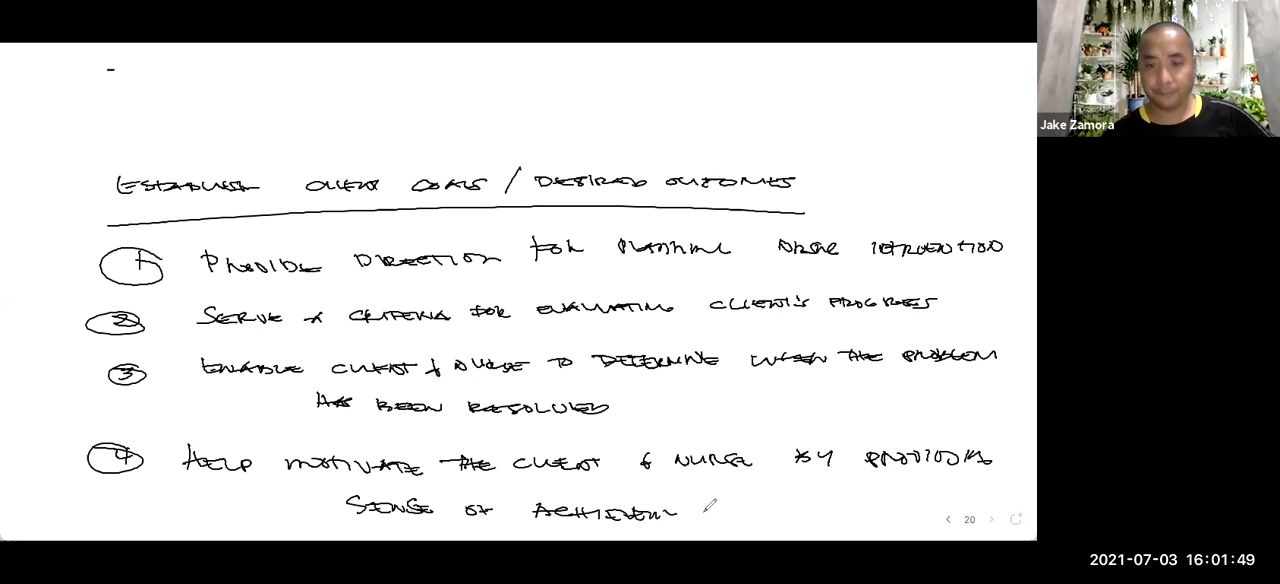 -
ESTABLISH CLIENT GOALS / DESIRED OUTCOMES
1 PROVIDE DIRECTION FOR PLANNING NURSE INTERVENTION
2 SERVE AS CRITERIA FOR EVALUATING CLIENT'S PROGRESS
3 ENABLE CLIENT & NURSE TO DETERMINE WHEN THE PROBLEM
HAS BEEN RESOLVED
4 HELP MOTIVATE THE CLIENT & NURSE BY PROVIDING
SENSE OF ACHIEVEM
Jake Zamora
< 20 >
2021-07-03 16:01:49